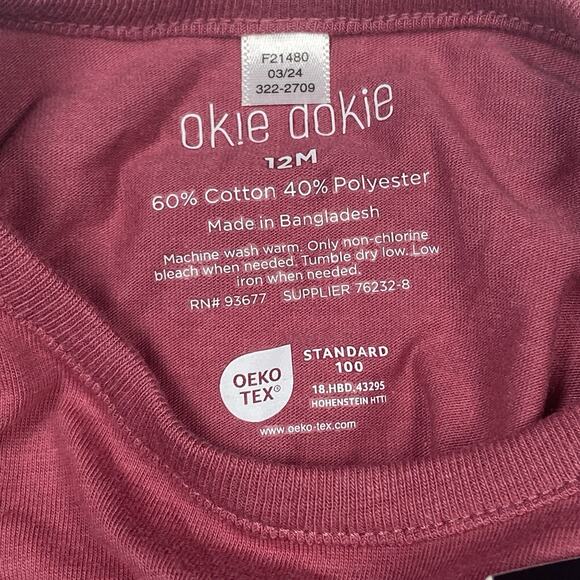 F21480
03/24
322-2709
okie dokie
12M
60% Cotton 40% Polyester
Made in Bangladesh
Machine wash warm. Only non-chlorine
bleach when needed. Tumble dry low. Low
iron when needed.
RN# 93677 SUPPLIER 76232-8
OEKO
TEX®
STANDARD
100
18.HBD.43295
HOHENSTEIN HTTI
www.oeko-tex.com